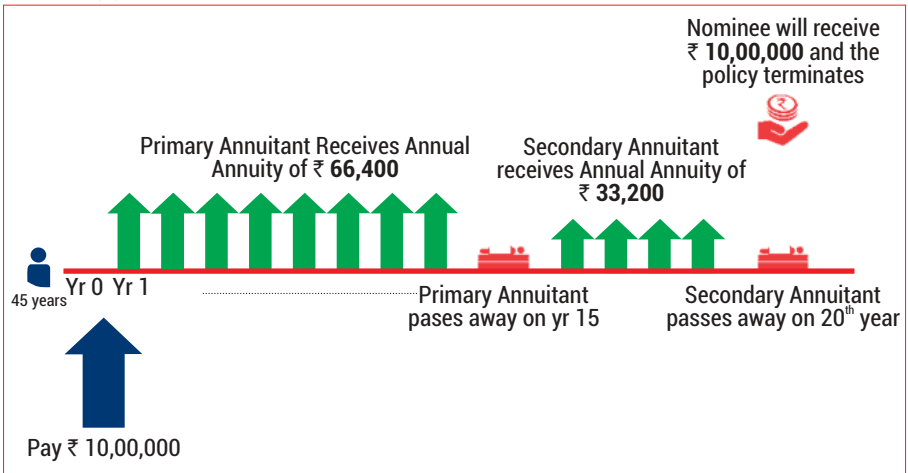 Nominee will receive
₹ 10,00,000 and the
policy terminates
Primary Annuitant Receives Annual
Annuity of ₹ 66,400
Secondary Annuitant
receives Annual Annuity of
₹ 33,200
45 years
Yr 0 Yr 1
Primary Annuitant
pases away on yr 15
Secondary Annuitant
passes away on 20th year
Pay ₹ 10,00,000